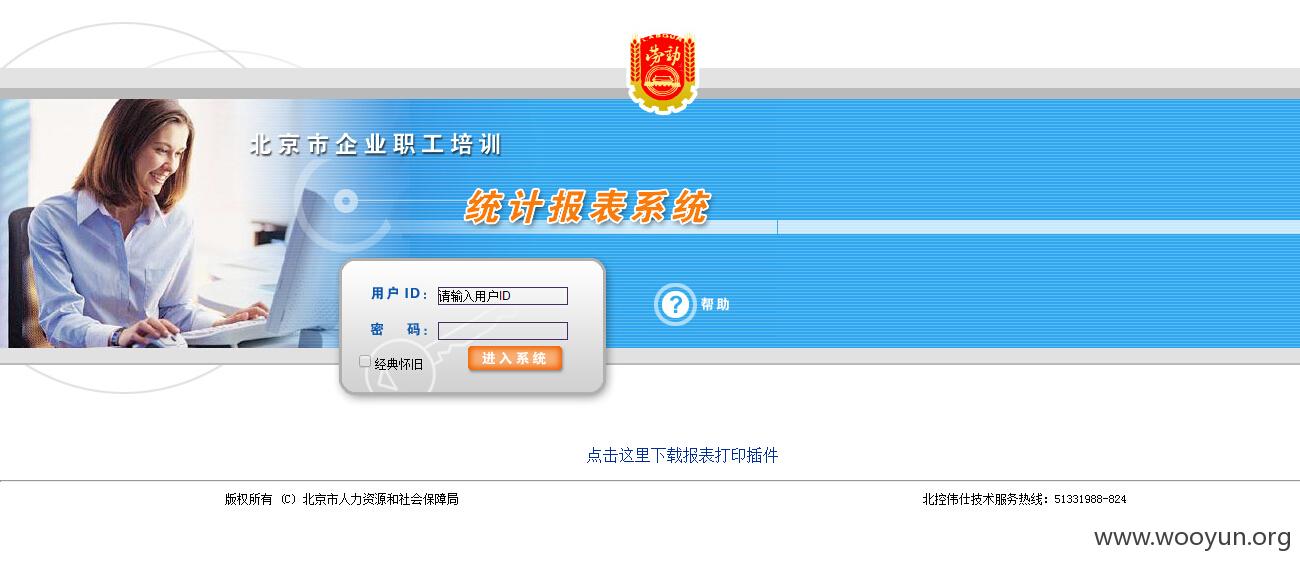 劳动
北京市企业职工培训
统计报表系统
用户 ID：
请输入用户ID
密 码：
经典怀旧
进入系统
帮助
点击这里下载报表打印插件
版权所有 (C) 北京市人力资源和社会保障局
北控伟仕技术服务热线：51331988-824
www.wooyun.org